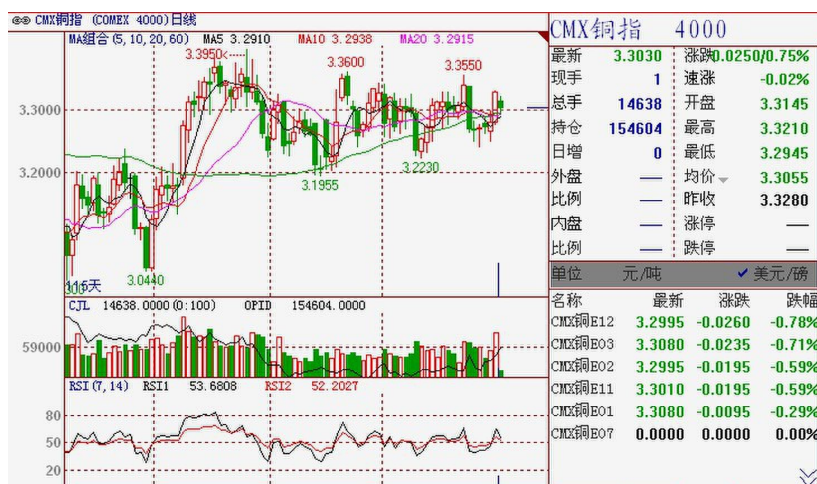 CMX铜指 (COMEX 4000)日线
MA组合(5,10,20,60) MA5 3.2910 MA10 3.2938 MA20 3.2915
3.3950
3.3600
3.3550
3.3000
3.2000
3.1955
3.2230
3.0440
115天
CJL 14638.0000(0:100) OPID 154604.0000
59000
RSI(7,14) RSI1 53.6808 RSI2 52.2027
80
50
20
CMX铜指 4000
最新 3.3030 涨跌0.0250/0.75%
现手 1 速涨 -0.02%
总手 14638 开盘 3.3145
持仓 154604 最高 3.3210
日增 0 最低 3.2945
外盘 — 均价 3.3055
比例 — 昨收 3.3280
内盘 — 涨停 —
比例 — 跌停 —
单位 元/吨 ✓美元/磅
名称 最新 涨跌 跌幅
CMX铜E12 3.2995 -0.0260 -0.78%
CMX铜E03 3.3080 -0.0235 -0.71%
CMX铜E02 3.2995 -0.0195 -0.59%
CMX铜E11 3.3010 -0.0195 -0.59%
CMX铜E01 3.3080 -0.0095 -0.29%
CMX铜E07 0.0000 0.0000 0.00%